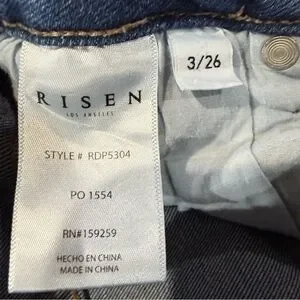 RISEN
LOS ANGELES
3/26
STYLE # RDP5304
PO 1554
RN#159259
HECHO EN CHINA
MADE IN CHINA